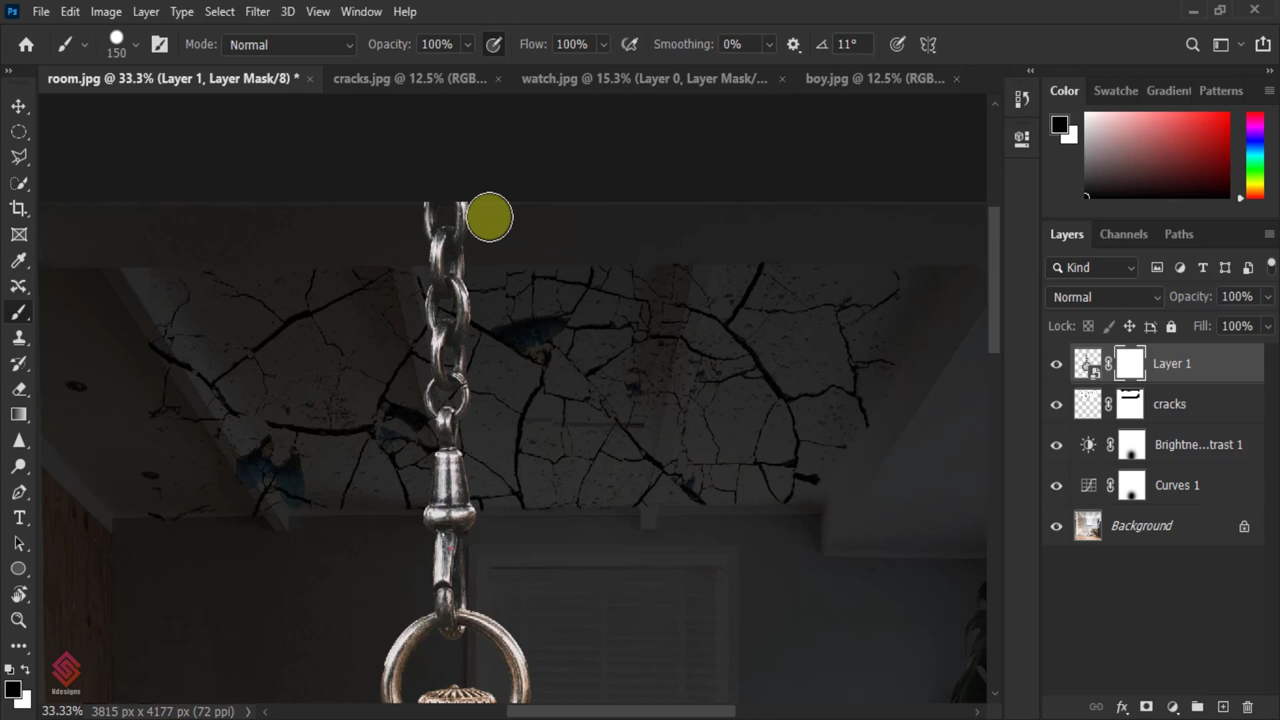 Ps File Edit Image Layer Type Select Filter 3D View Window Help
150 Mode: Normal Opacity: 100% Flow: 100% Smoothing: 0% 11°
room.jpg @ 33.3% (Layer 1, Layer Mask/8) * × cracks.jpg @ 12.5% (RGB... × watch.jpg @ 15.3% (Layer 0, Layer Mask/... × boy.jpg @ 12.5% (RGB... ×
Color Swatche Gradien Patterns
Layers Channels Paths
Kind
Normal Opacity: 100%
Lock: Fill: 100%
Layer 1
cracks
Brightne...trast 1
Curves 1
Background
Hdesigns
33.33% 3815 px x 4177 px (72 ppi)
fx